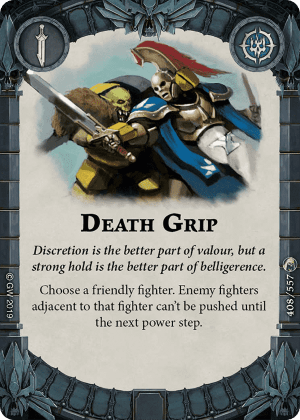 DEATH GRIP
Discretion is the better part of valour, but a
strong hold is the better part of belligerence.
Choose a friendly fighter. Enemy fighters
adjacent to that fighter can't be pushed until
the next power step.
© GW 2019
408/557